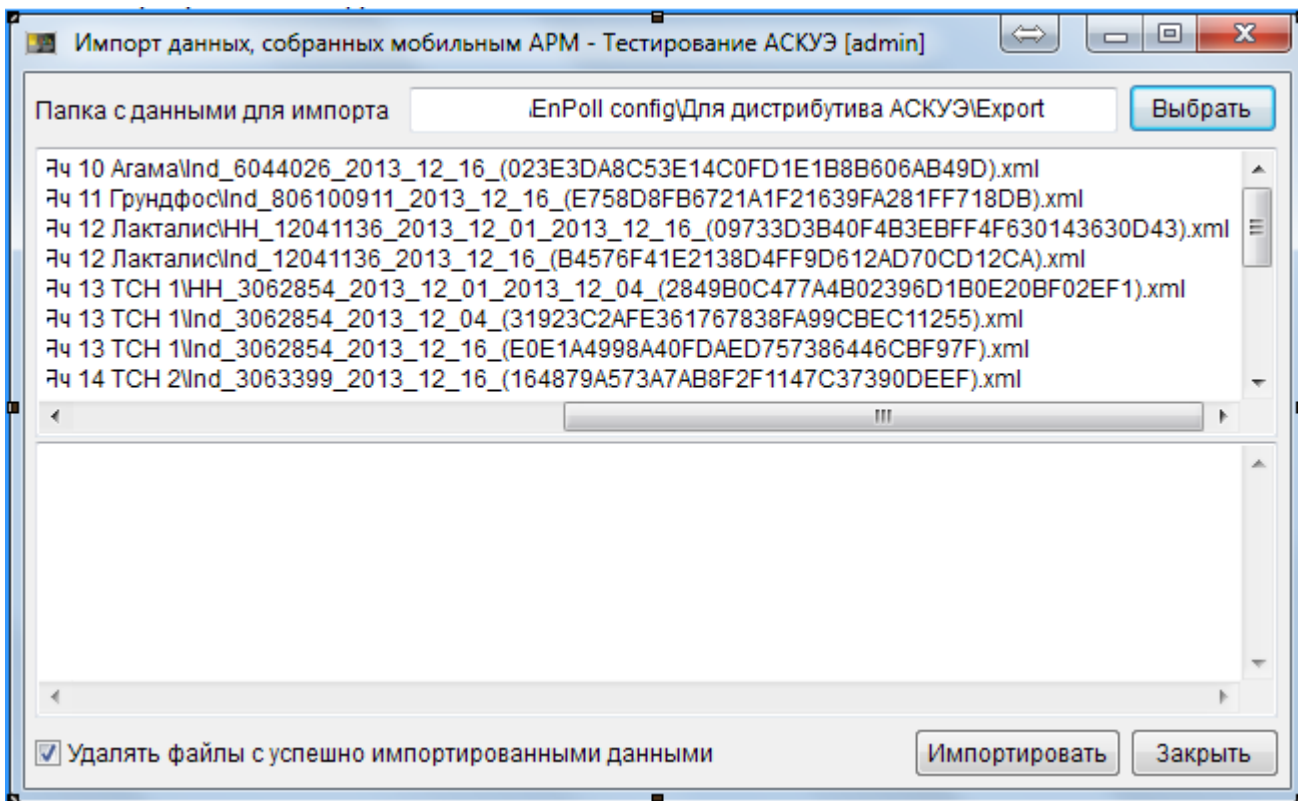 Импорт данных, собранных мобильным АРМ - Тестирование АСКУЭ [admin]
Папка с данными для импорта EnPoll config\Для дистрибутива АСКУЭ\Export Выбрать
Яч 10 Агама\Ind_6044026_2013_12_16_(023E3DA8C53E14C0FD1E1B8B606AB49D).xml
Яч 11 Грундфос\Ind_806100911_2013_12_16_(E758D8FB6721A1F21639FA281FF718DB).xml
Яч 12 Лакталис\HH_12041136_2013_12_01_2013_12_16_(09733D3B40F4B3EBFF4F630143630D43).xml
Яч 12 Лакталис\Ind_12041136_2013_12_16_(B4576F41E2138D4FF9D612AD70CD12CA).xml
Яч 13 ТСН 1\HH_3062854_2013_12_01_2013_12_04_(2849B0C477A4B02396D1B0E20BF02EF1).xml
Яч 13 ТСН 1\Ind_3062854_2013_12_04_(31923C2AFE361767838FA99CBEC11255).xml
Яч 13 ТСН 1\Ind_3062854_2013_12_16_(E0E1A4998A40FDAED757386446CBF97F).xml
Яч 14 ТСН 2\Ind_3063399_2013_12_16_(164879A573A7AB8F2F1147C37390DEEF).xml
Удалять файлы с успешно импортированными данными Импортировать Закрыть